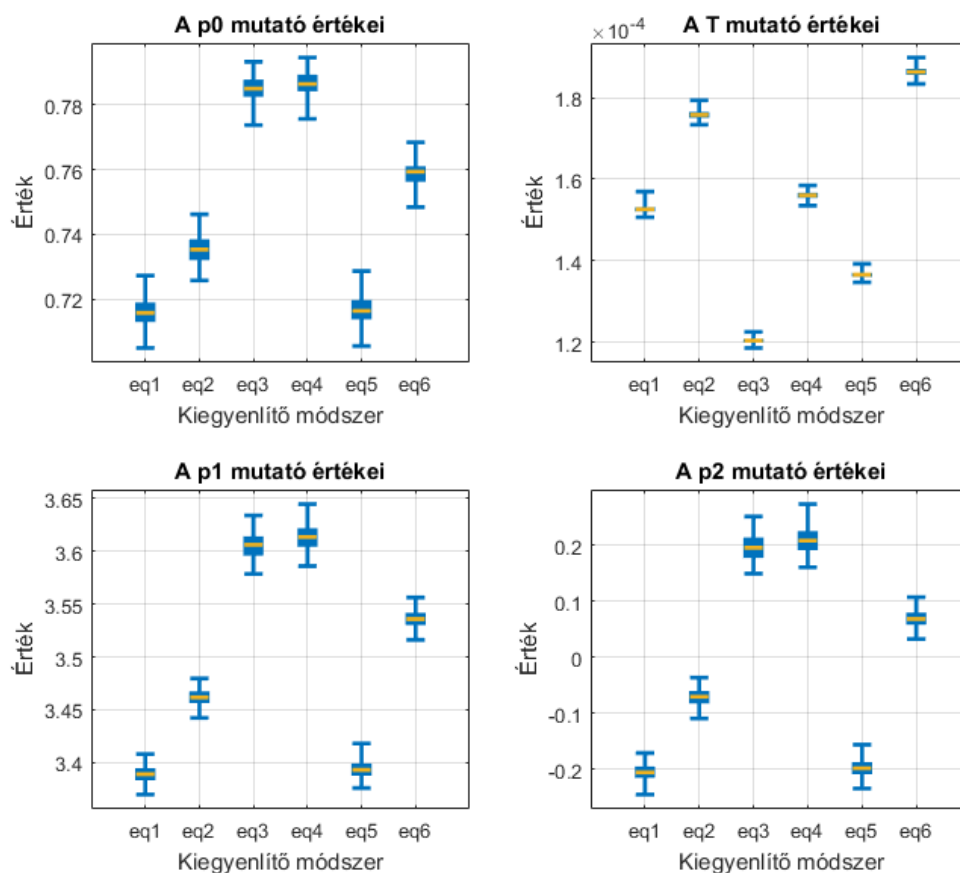 A p0 mutató értékei
0.78
0.76
0.74
0.72
Érték
eq1 eq2 eq3 eq4 eq5 eq6
Kiegyenlítő módszer
A T mutató értékei
×10-4
1.8
1.6
1.4
1.2
Érték
eq1 eq2 eq3 eq4 eq5 eq6
Kiegyenlítő módszer
A p1 mutató értékei
3.65
3.6
3.55
3.5
3.45
3.4
Érték
eq1 eq2 eq3 eq4 eq5 eq6
Kiegyenlítő módszer
A p2 mutató értékei
0.2
0.1
0
-0.1
-0.2
Érték
eq1 eq2 eq3 eq4 eq5 eq6
Kiegyenlítő módszer